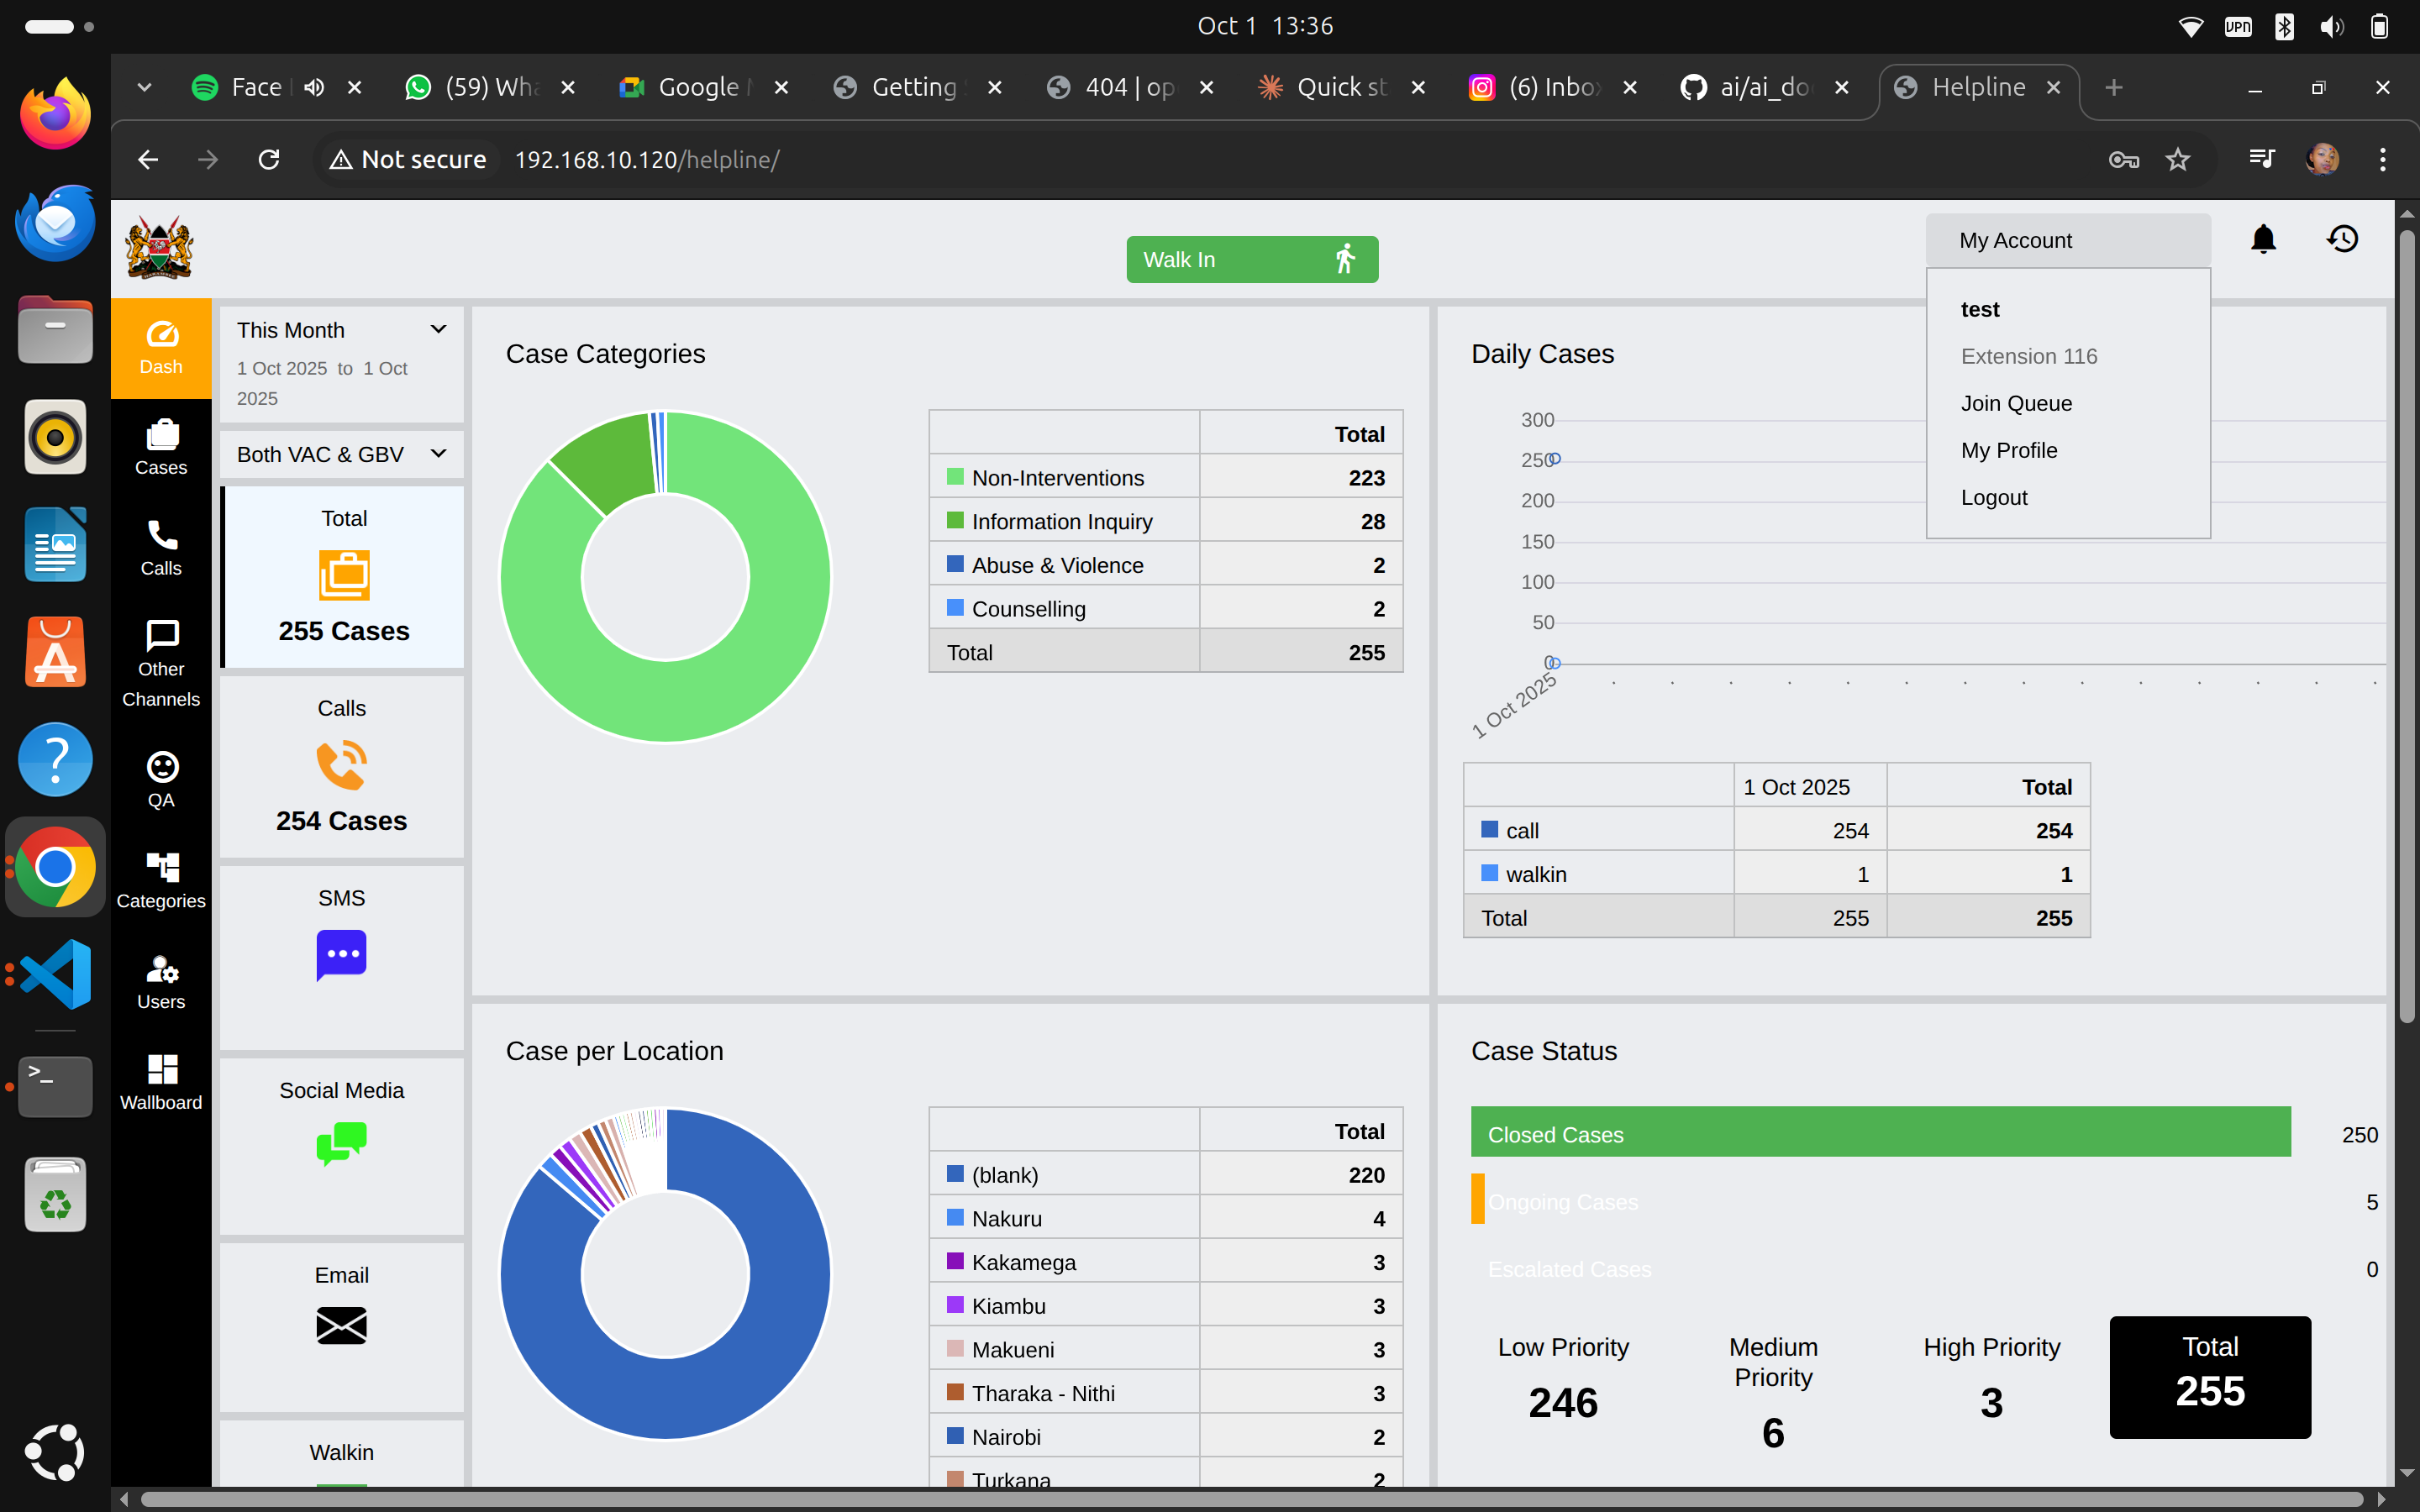 Oct 1 13:36
Face
(59) Wha
Google
Getting
404 | op
Quick st
(6) Inbo
ai/ai_do
Helpline
Not secure
192.168.10.120/helpline/
VPN
Walk In
My Account
test
Extension 116
Join Queue
My Profile
Logout
Dash
Cases
Calls
Other
Channels
QA
Categories
Users
Wallboard
This Month
1 Oct 2025 to 1 Oct
2025
Both VAC & GBV
Total
255 Cases
Calls
254 Cases
SMS
Social Media
Email
Walkin
Case Categories
Total
Non-Interventions 223
Information Inquiry 28
Abuse & Violence 2
Counselling 2
Total 255
Daily Cases
300
250
200
150
100
50
0
1 Oct 2025
1 Oct 2025 Total
call 254 254
walkin 1 1
Total 255 255
Case per Location
Total
(blank) 220
Nakuru 4
Kakamega 3
Kiambu 3
Makueni 3
Tharaka - Nithi 3
Nairobi 2
Turkana 2
Case Status
Closed Cases 250
Ongoing Cases 5
Escalated Cases 0
Low Priority
246
Medium
Priority
6
High Priority
3
Total
255